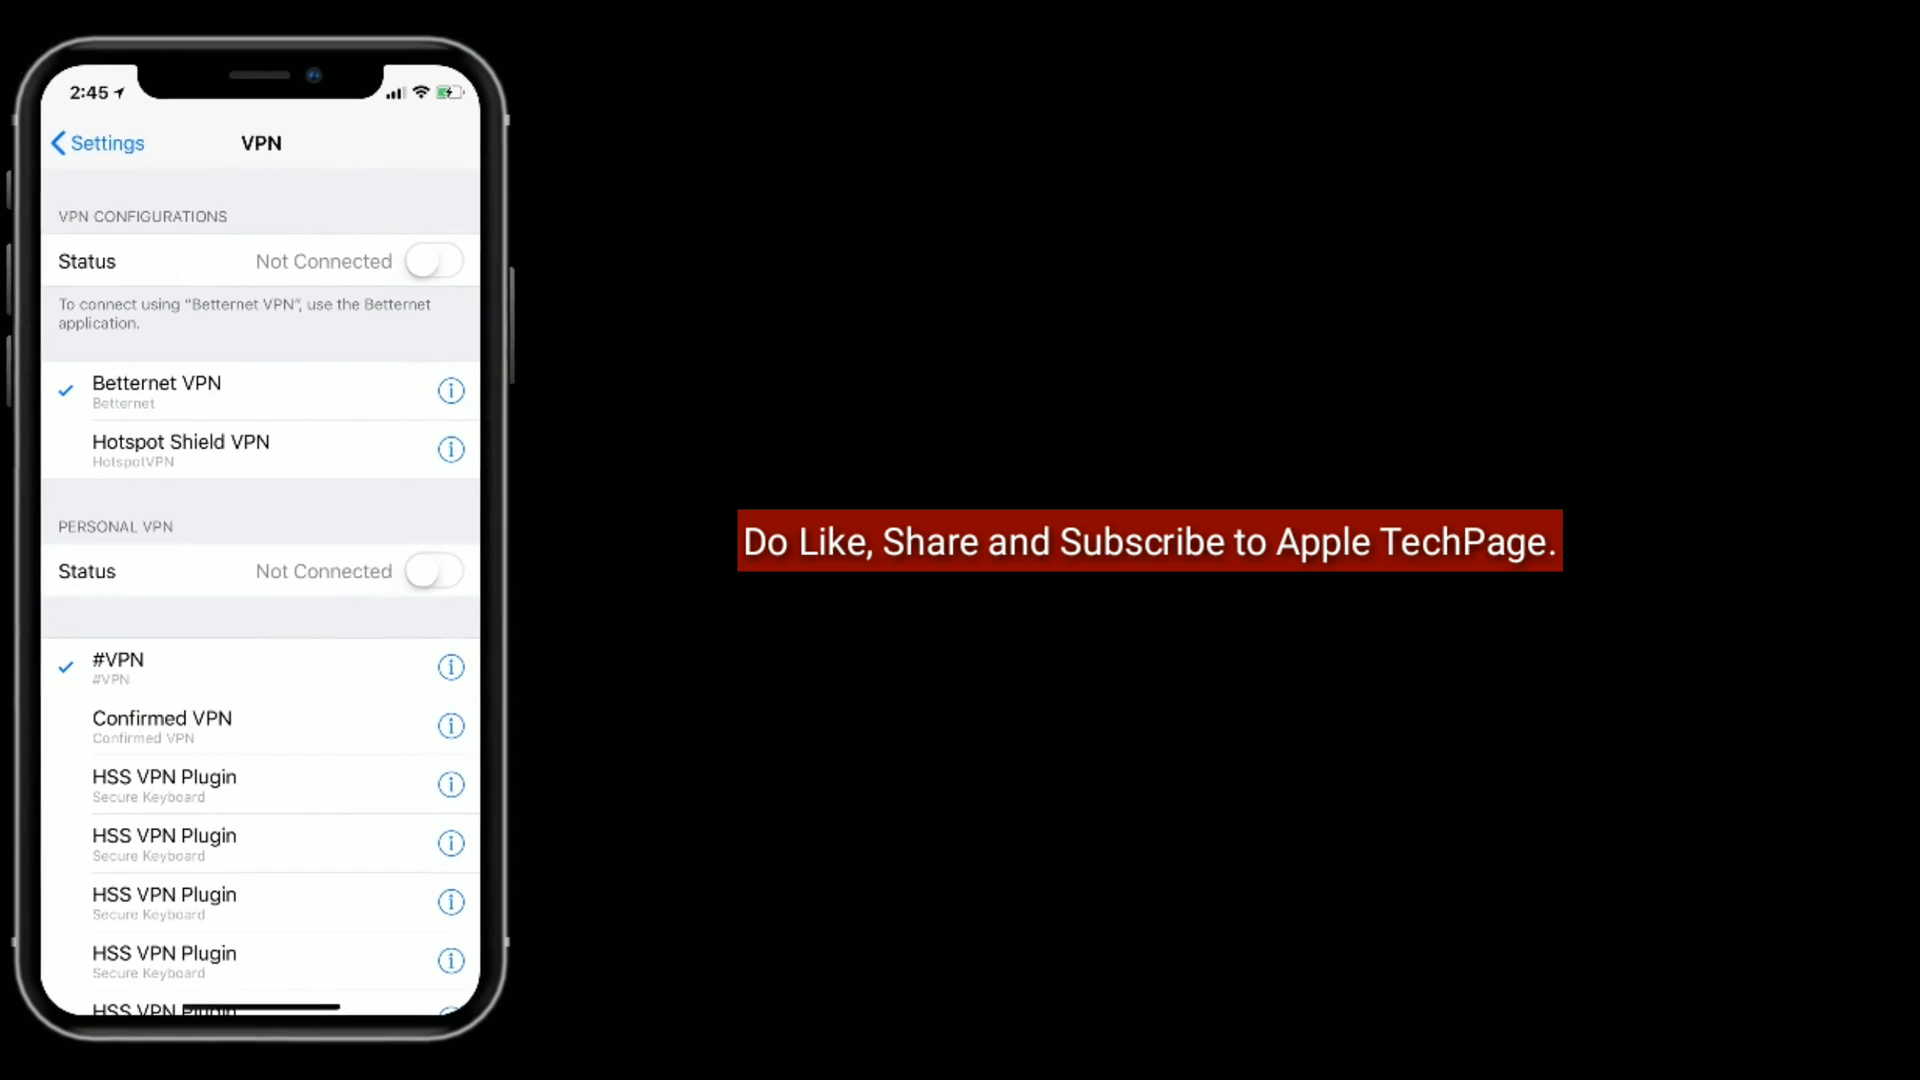 2:45
Settings
VPN
VPN CONFIGURATIONS
Status Not Connected
To connect using "Betternet VPN", use the Betternet
application.
Betternet VPN
Betternet
Hotspot Shield VPN
HotspotVPN
PERSONAL VPN
Status Not Connected
#VPN
#VPN
Confirmed VPN
Confirmed VPN
HSS VPN Plugin
Secure Keyboard
HSS VPN Plugin
Secure Keyboard
HSS VPN Plugin
Secure Keyboard
HSS VPN Plugin
Secure Keyboard
HSS VPN Plugin
Do Like, Share and Subscribe to Apple TechPage.